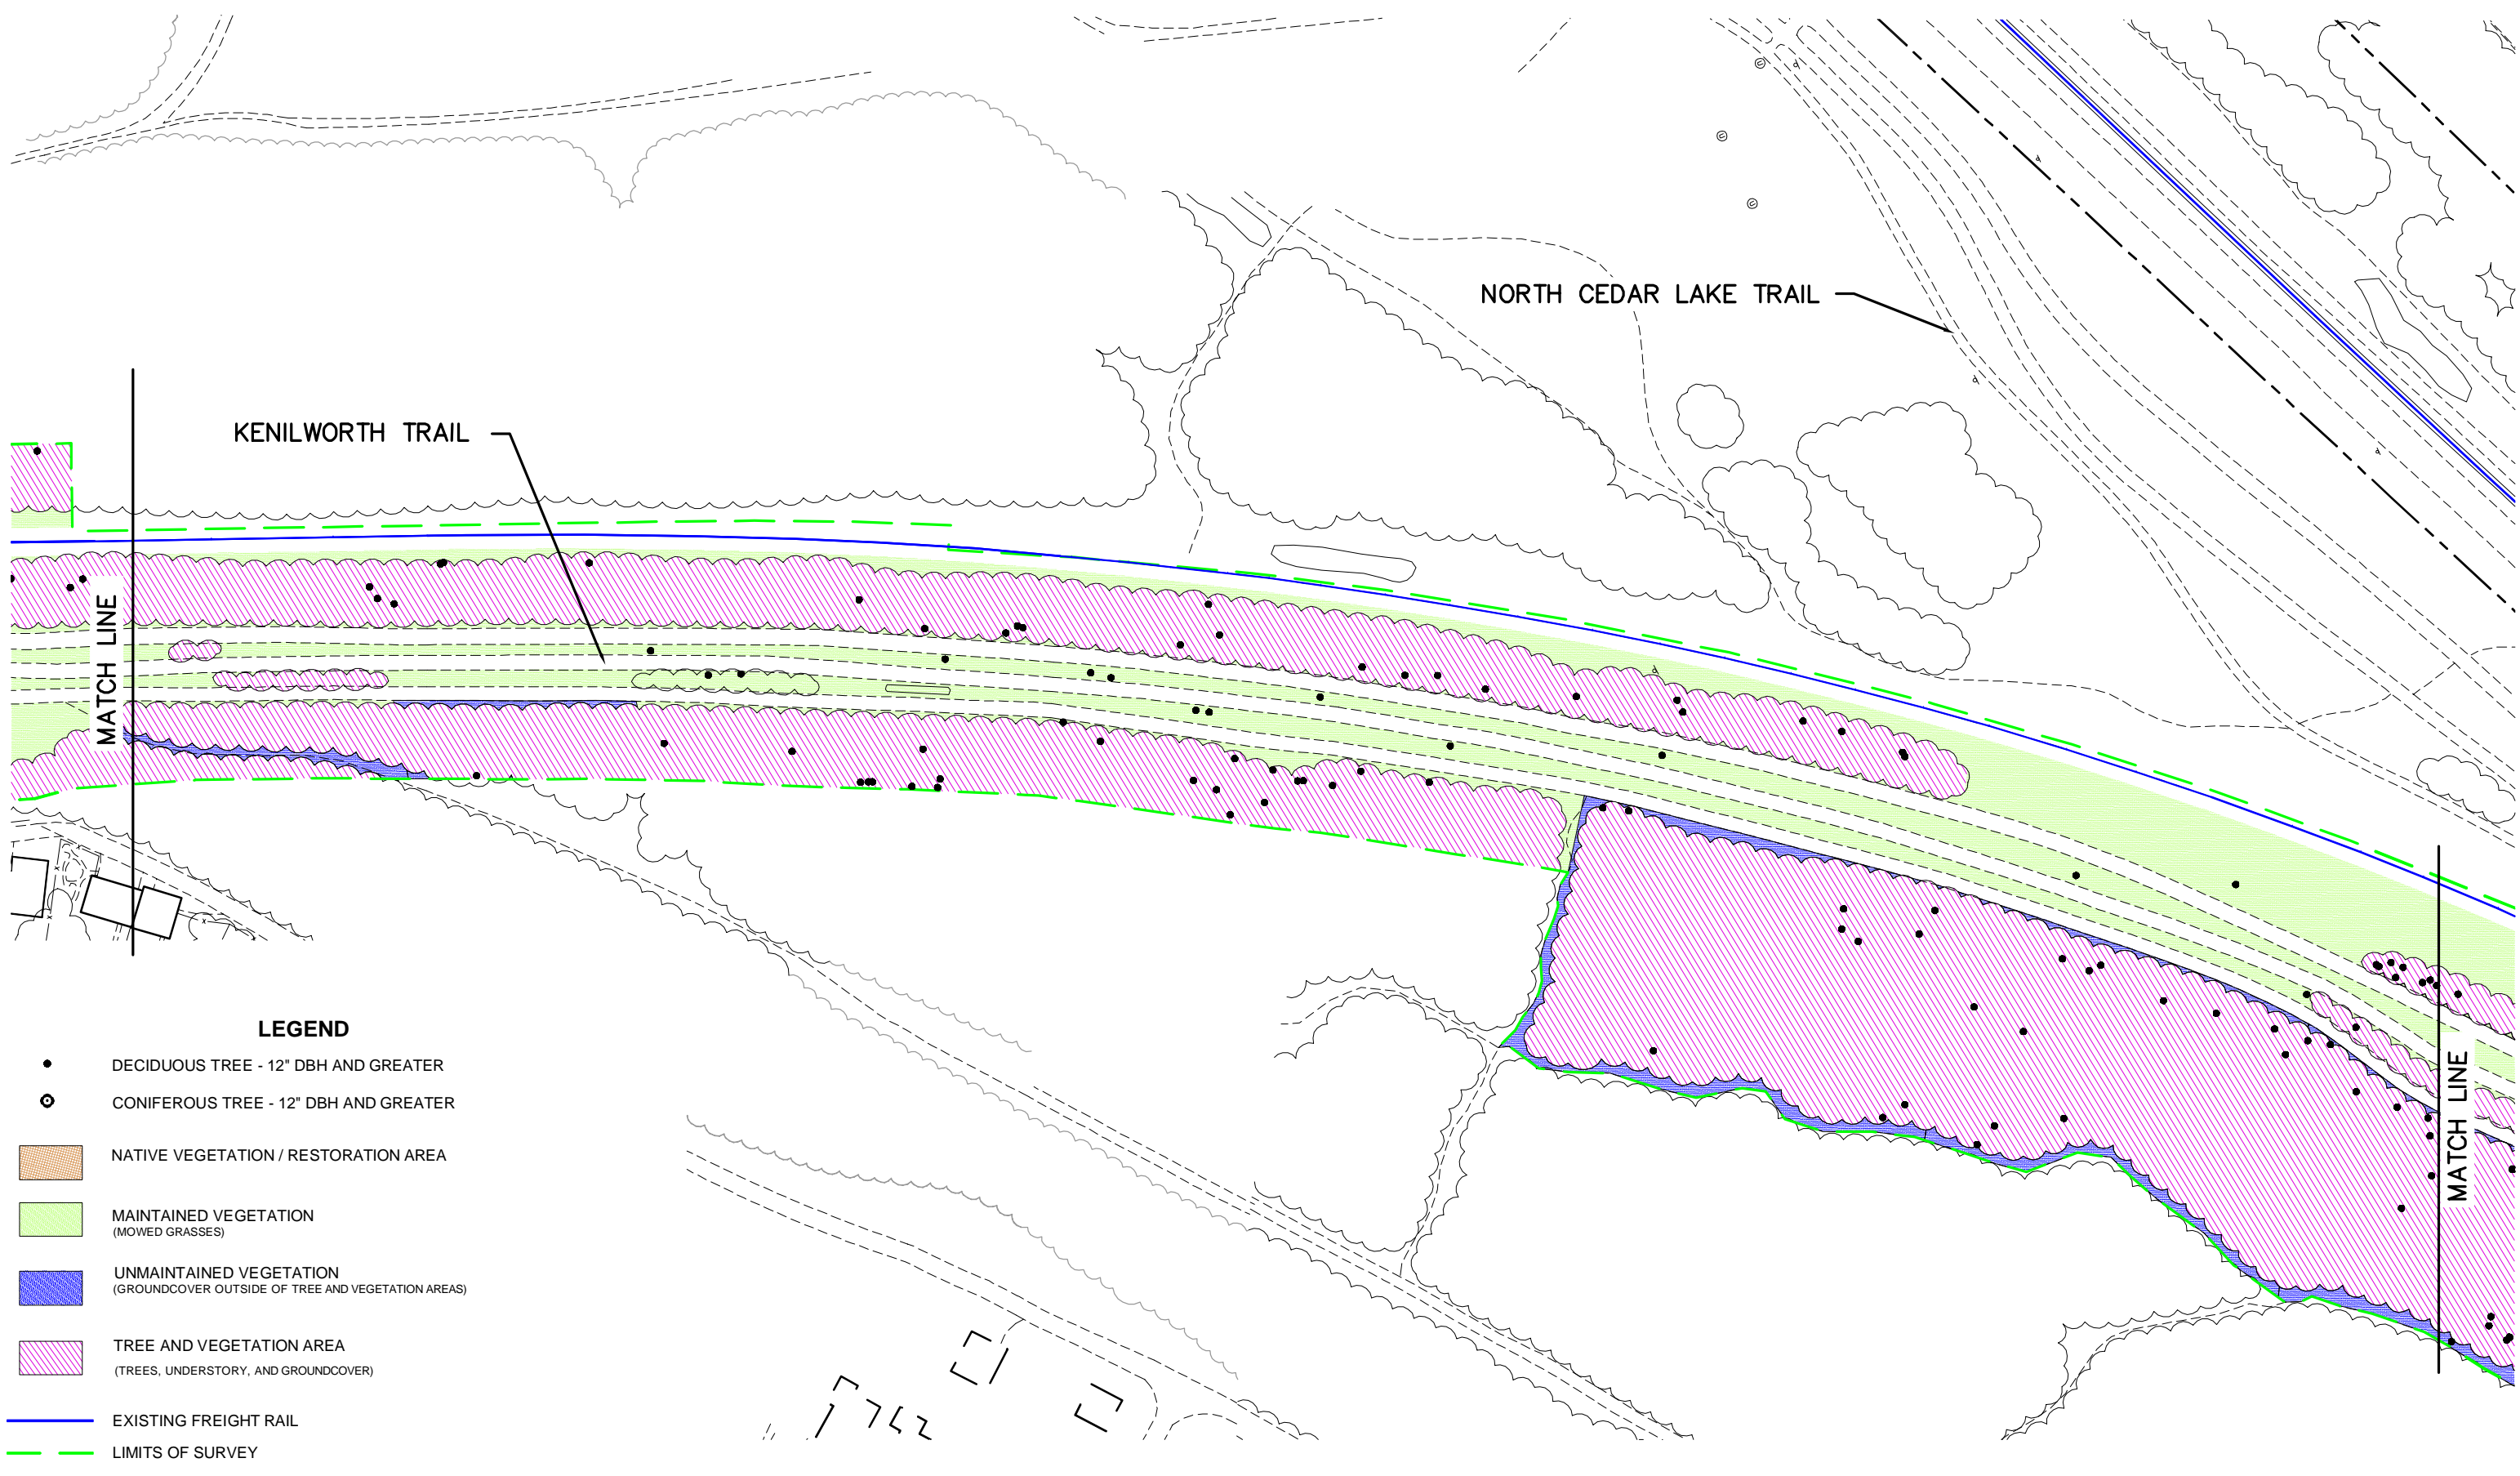 NORTH CEDAR LAKE TRAIL
KENILWORTH TRAIL
MATCH LINE
MATCH LINE
LEGEND
DECIDUOUS TREE - 12" DBH AND GREATER
CONIFEROUS TREE - 12" DBH AND GREATER
NATIVE VEGETATION / RESTORATION AREA
MAINTAINED VEGETATION
(MOWED GRASSES)
UNMAINTAINED VEGETATION
(GROUNDCOVER OUTSIDE OF TREE AND VEGETATION AREAS)
TREE AND VEGETATION AREA
(TREES, UNDERSTORY, AND GROUNDCOVER)
EXISTING FREIGHT RAIL
LIMITS OF SURVEY